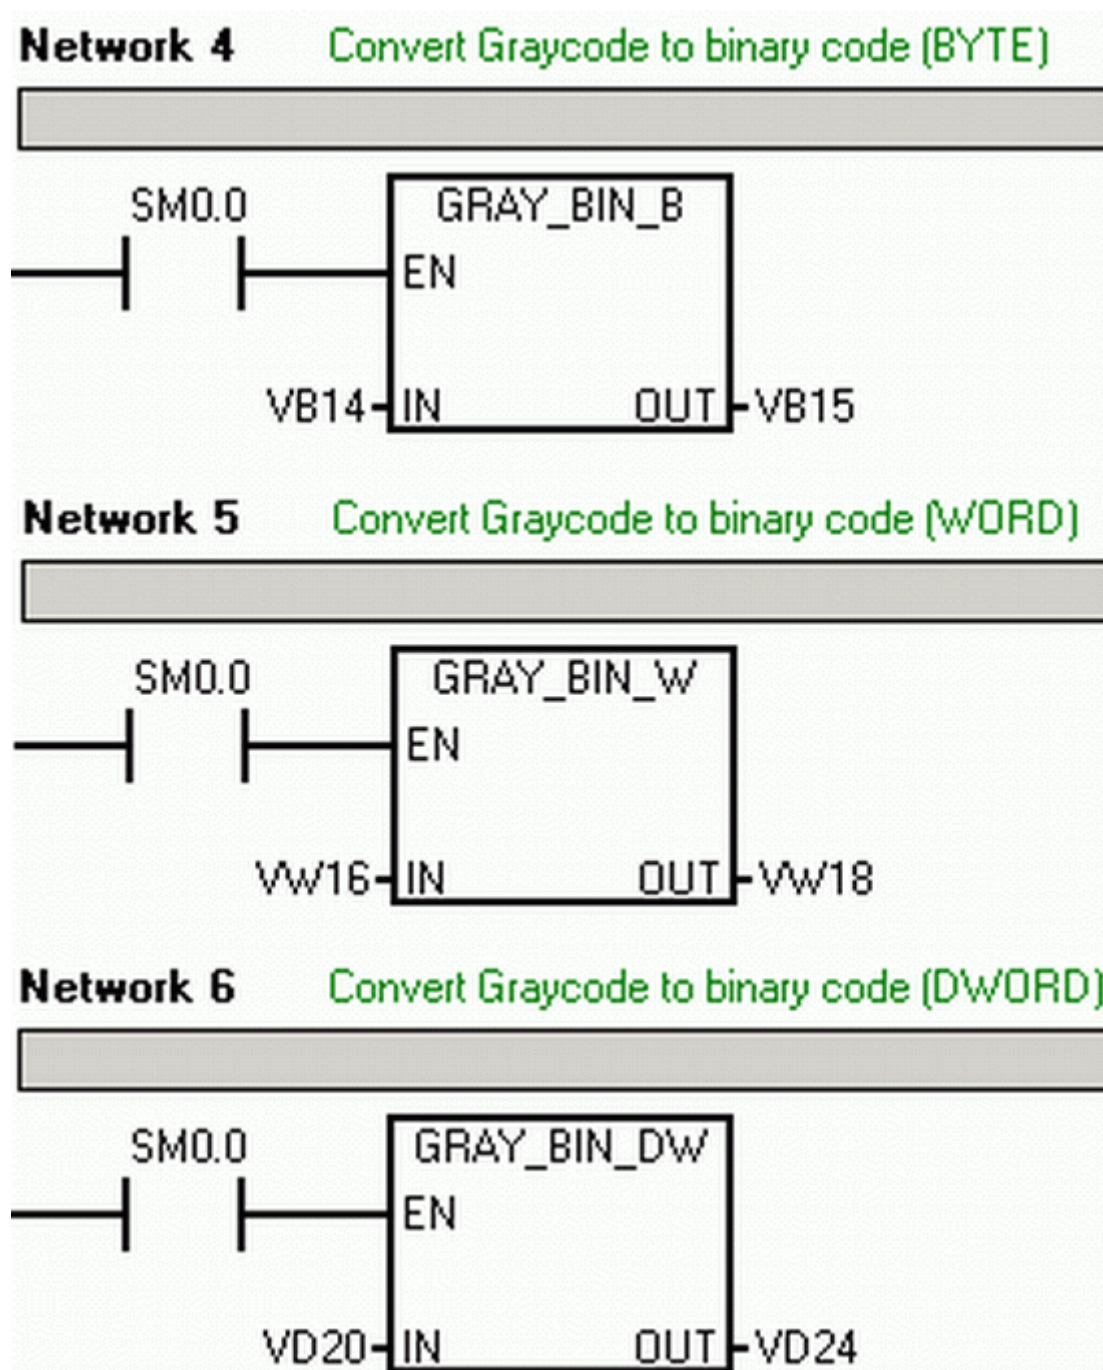 Network 4 Convert Graycode to binary code (BYTE)
SM0.0 GRAY_BIN_B
EN
VB14 IN OUT VB15
Network 5 Convert Graycode to binary code (WORD)
SM0.0 GRAY_BIN_W
EN
VW16 IN OUT VW18
Network 6 Convert Graycode to binary code (DWORD)
SM0.0 GRAY_BIN_DW
EN
VD20 IN OUT VD24